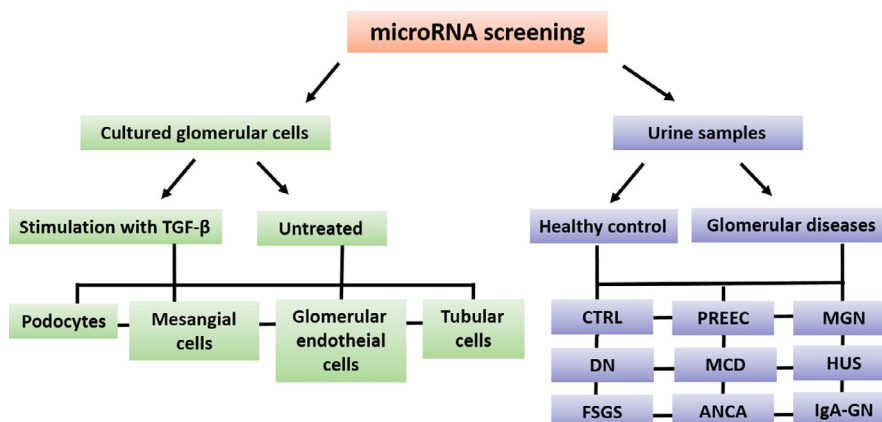 microRNA screening
Cultured glomerular cells
Urine samples
Stimulation with TGF-β
Untreated
Healthy control
Glomerular diseases
Podocytes
Mesangial
cells
Glomerular
endotheial
cells
Tubular
cells
CTRL
PREEC
MGN
DN
MCD
HUS
FSGS
ANCA
IgA-GN